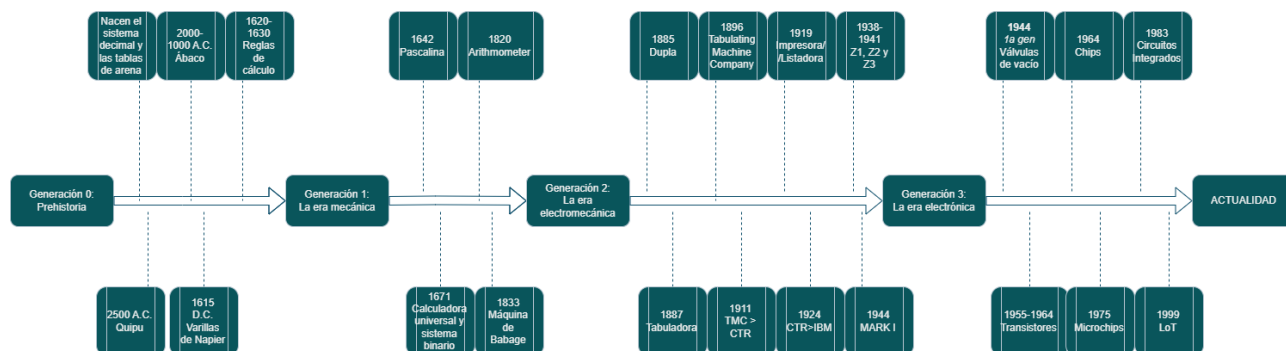 Nacen el
sistema
decimal y
las tablas
de arena
2000-
1000 A.C.
Ábaco
1620-
1630
Reglas
de
cálculo
1642
Pascalina
1820
Arithmometer
1885
Dupla
1896
Tabulating
Machine
Company
1919
Impresora/
/Listadora
1938-
1941
Z1, Z2 y
Z3
1944
1a gen
Válvulas
de vacío
1964
Chips
1983
Circuitos
Integrados
Generación 0:
Prehistoria
Generación 1:
La era mecánica
Generación 2:
La era
electromecánica
Generación 3:
La era electrónica
ACTUALIDAD
2500 A.C.
Quipu
1615
D.C.
Varillas
de Napier
1671
Calculadora
universal y
sistema
binario
1833
Máquina
de
Babage
1887
Tabuladora
1911
TMC >
CTR
1924
CTR>IBM
1944
MARK I
1955-1964
Transistores
1975
Microchips
1999
LoT